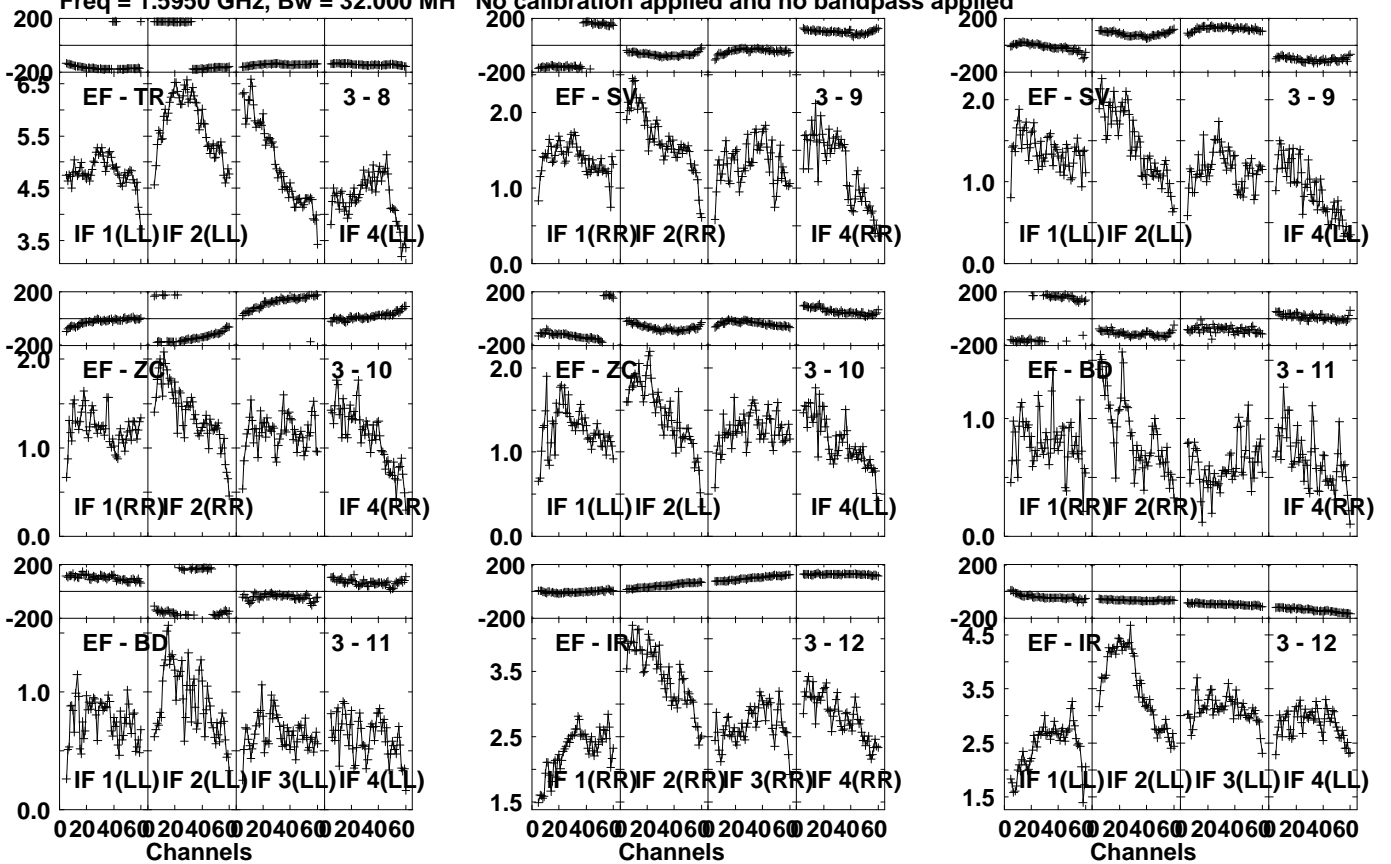 Freq = 1.5950 GHz, Bw = 32.000 MH No calibration applied and no bandpass applied
200
-200
6.5
5.5
4.5
3.5
EF - TR
3 - 8
IF 1(LL)
IF 2(LL)
IF 4(LL)
200
-200
2.0
1.0
0.0
EF - SV
3 - 9
IF 1(RR)
IF 2(RR)
IF 4(RR)
200
-200
2.0
1.0
0.0
EF - SV
3 - 9
IF 1(LL)
IF 2(LL)
IF 4(LL)
200
-200
2.0
1.0
0.0
EF - ZC
3 - 10
IF 1(RR)
IF 2(RR)
IF 4(RR)
200
-200
2.0
1.0
0.0
EF - ZC
3 - 10
IF 1(LL)
IF 2(LL)
IF 4(LL)
200
-200
1.0
0.0
EF - BD
3 - 11
IF 1(RR)
IF 2(RR)
IF 4(RR)
200
-200
1.0
0.0
EF - BD
3 - 11
IF 1(LL)
IF 2(LL)
IF 3(LL)
IF 4(LL)
0 20 40 60 0 20 40 60 0 20 40 60 0 20 40 60
Channels
200
-200
3.5
2.5
1.5
EF - IR
3 - 12
IF 1(RR)
IF 2(RR)
IF 3(RR)
IF 4(RR)
0 20 40 60 0 20 40 60 0 20 40 60 0 20 40 60
Channels
200
-200
4.5
3.5
2.5
1.5
EF - IR
3 - 12
IF 1(LL)
IF 2(LL)
IF 3(LL)
IF 4(LL)
0 20 40 60 0 20 40 60 0 20 40 60 0 20 40 60
Channels